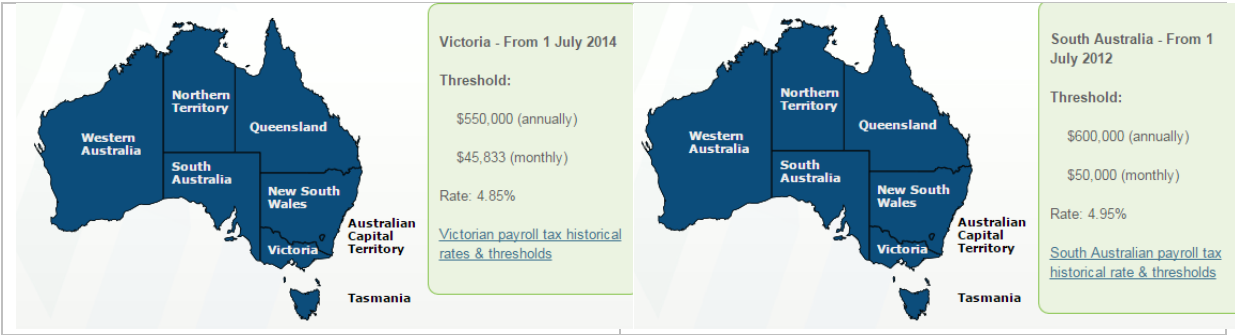 Northern
Territory
Western
Australia
Queensland
South
Australia
New South
Wales
Australian
Capital
Territory
Victoria
Tasmania
Victoria - From 1 July 2014
Threshold:
$550,000 (annually)
$45,833 (monthly)
Rate: 4.85%
Victorian payroll tax historical
rates & thresholds
Northern
Territory
Western
Australia
Queensland
South
Australia
New South
Wales
Australian
Capital
Territory
Victoria
Tasmania
South Australia - From 1
July 2012
Threshold:
$600,000 (annually)
$50,000 (monthly)
Rate: 4.95%
South Australian payroll tax
historical rate & thresholds